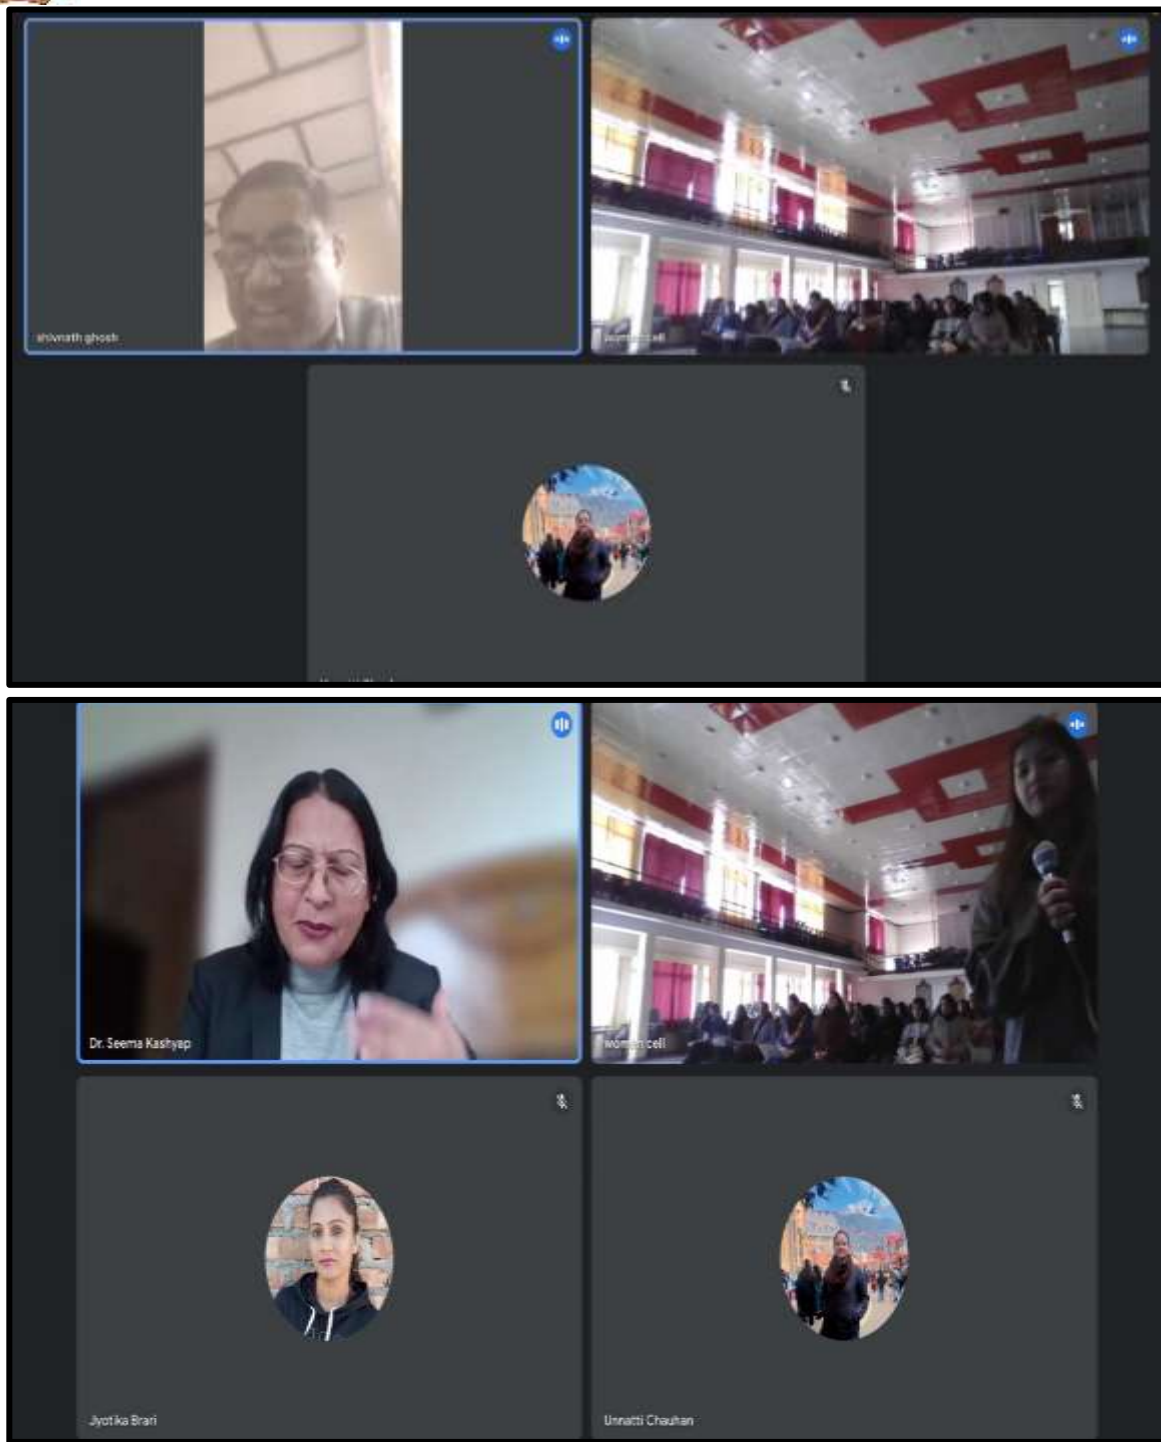 shivnath ghosh
women cell
Dr. Seema Kashyap
women cell
Jyotika Brari
Unnatti Chauhan